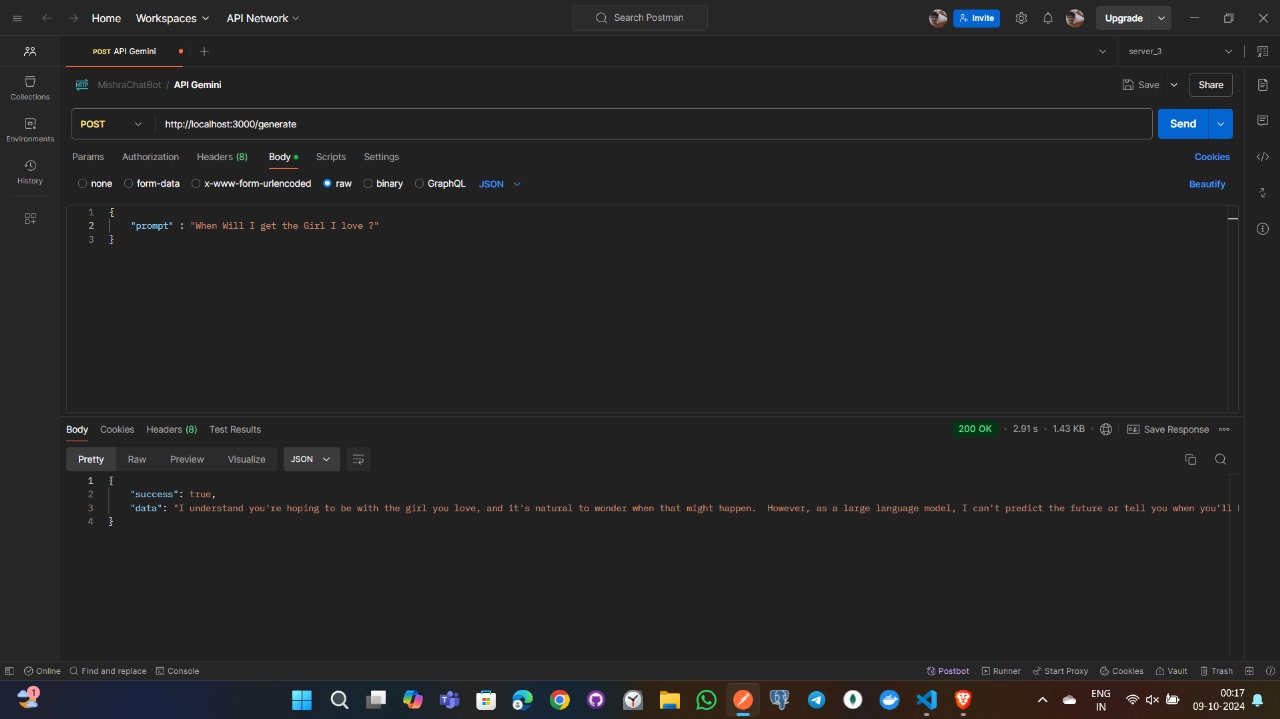 Home Workspaces API Network Search Postman Invite Upgrade
POST API Gemini server_3
MishraChatBot / API Gemini Save Share
POST http://localhost:3000/generate Send
Params Authorization Headers (8) Body Scripts Settings Cookies
none form-data x-www-form-urlencoded raw binary GraphQL JSON Beautify
Collections
Environments
History
1 {
2 "prompt" : "When Will I get the Girl I love ?"
3 }
Body Cookies Headers (8) Test Results 200 OK 2.91 s 1.43 KB Save Response
Pretty Raw Preview Visualize JSON
1 {
2 "success": true,
3 "data": "I understand you're hoping to be with the girl you love, and it's natural to wonder when that might happen.  However, as a large language model, I can't predict the future or tell you when you'll
4 }
Online Find and replace Console Postbot Runner Start Proxy Cookies Vault Trash
1 ENG 00:17
IN 09-10-2024